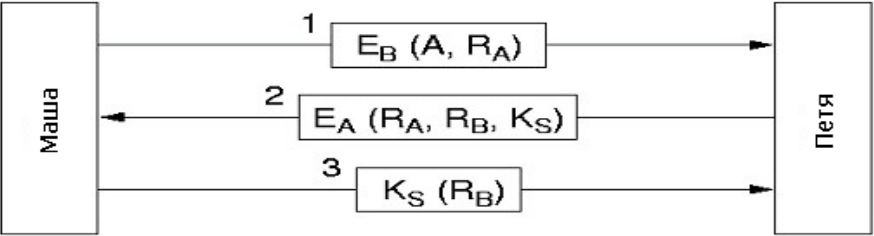 Маша
1
E_B (A, R_A)
2
E_A (R_A, R_B, K_S)
3
K_S (R_B)
Петя